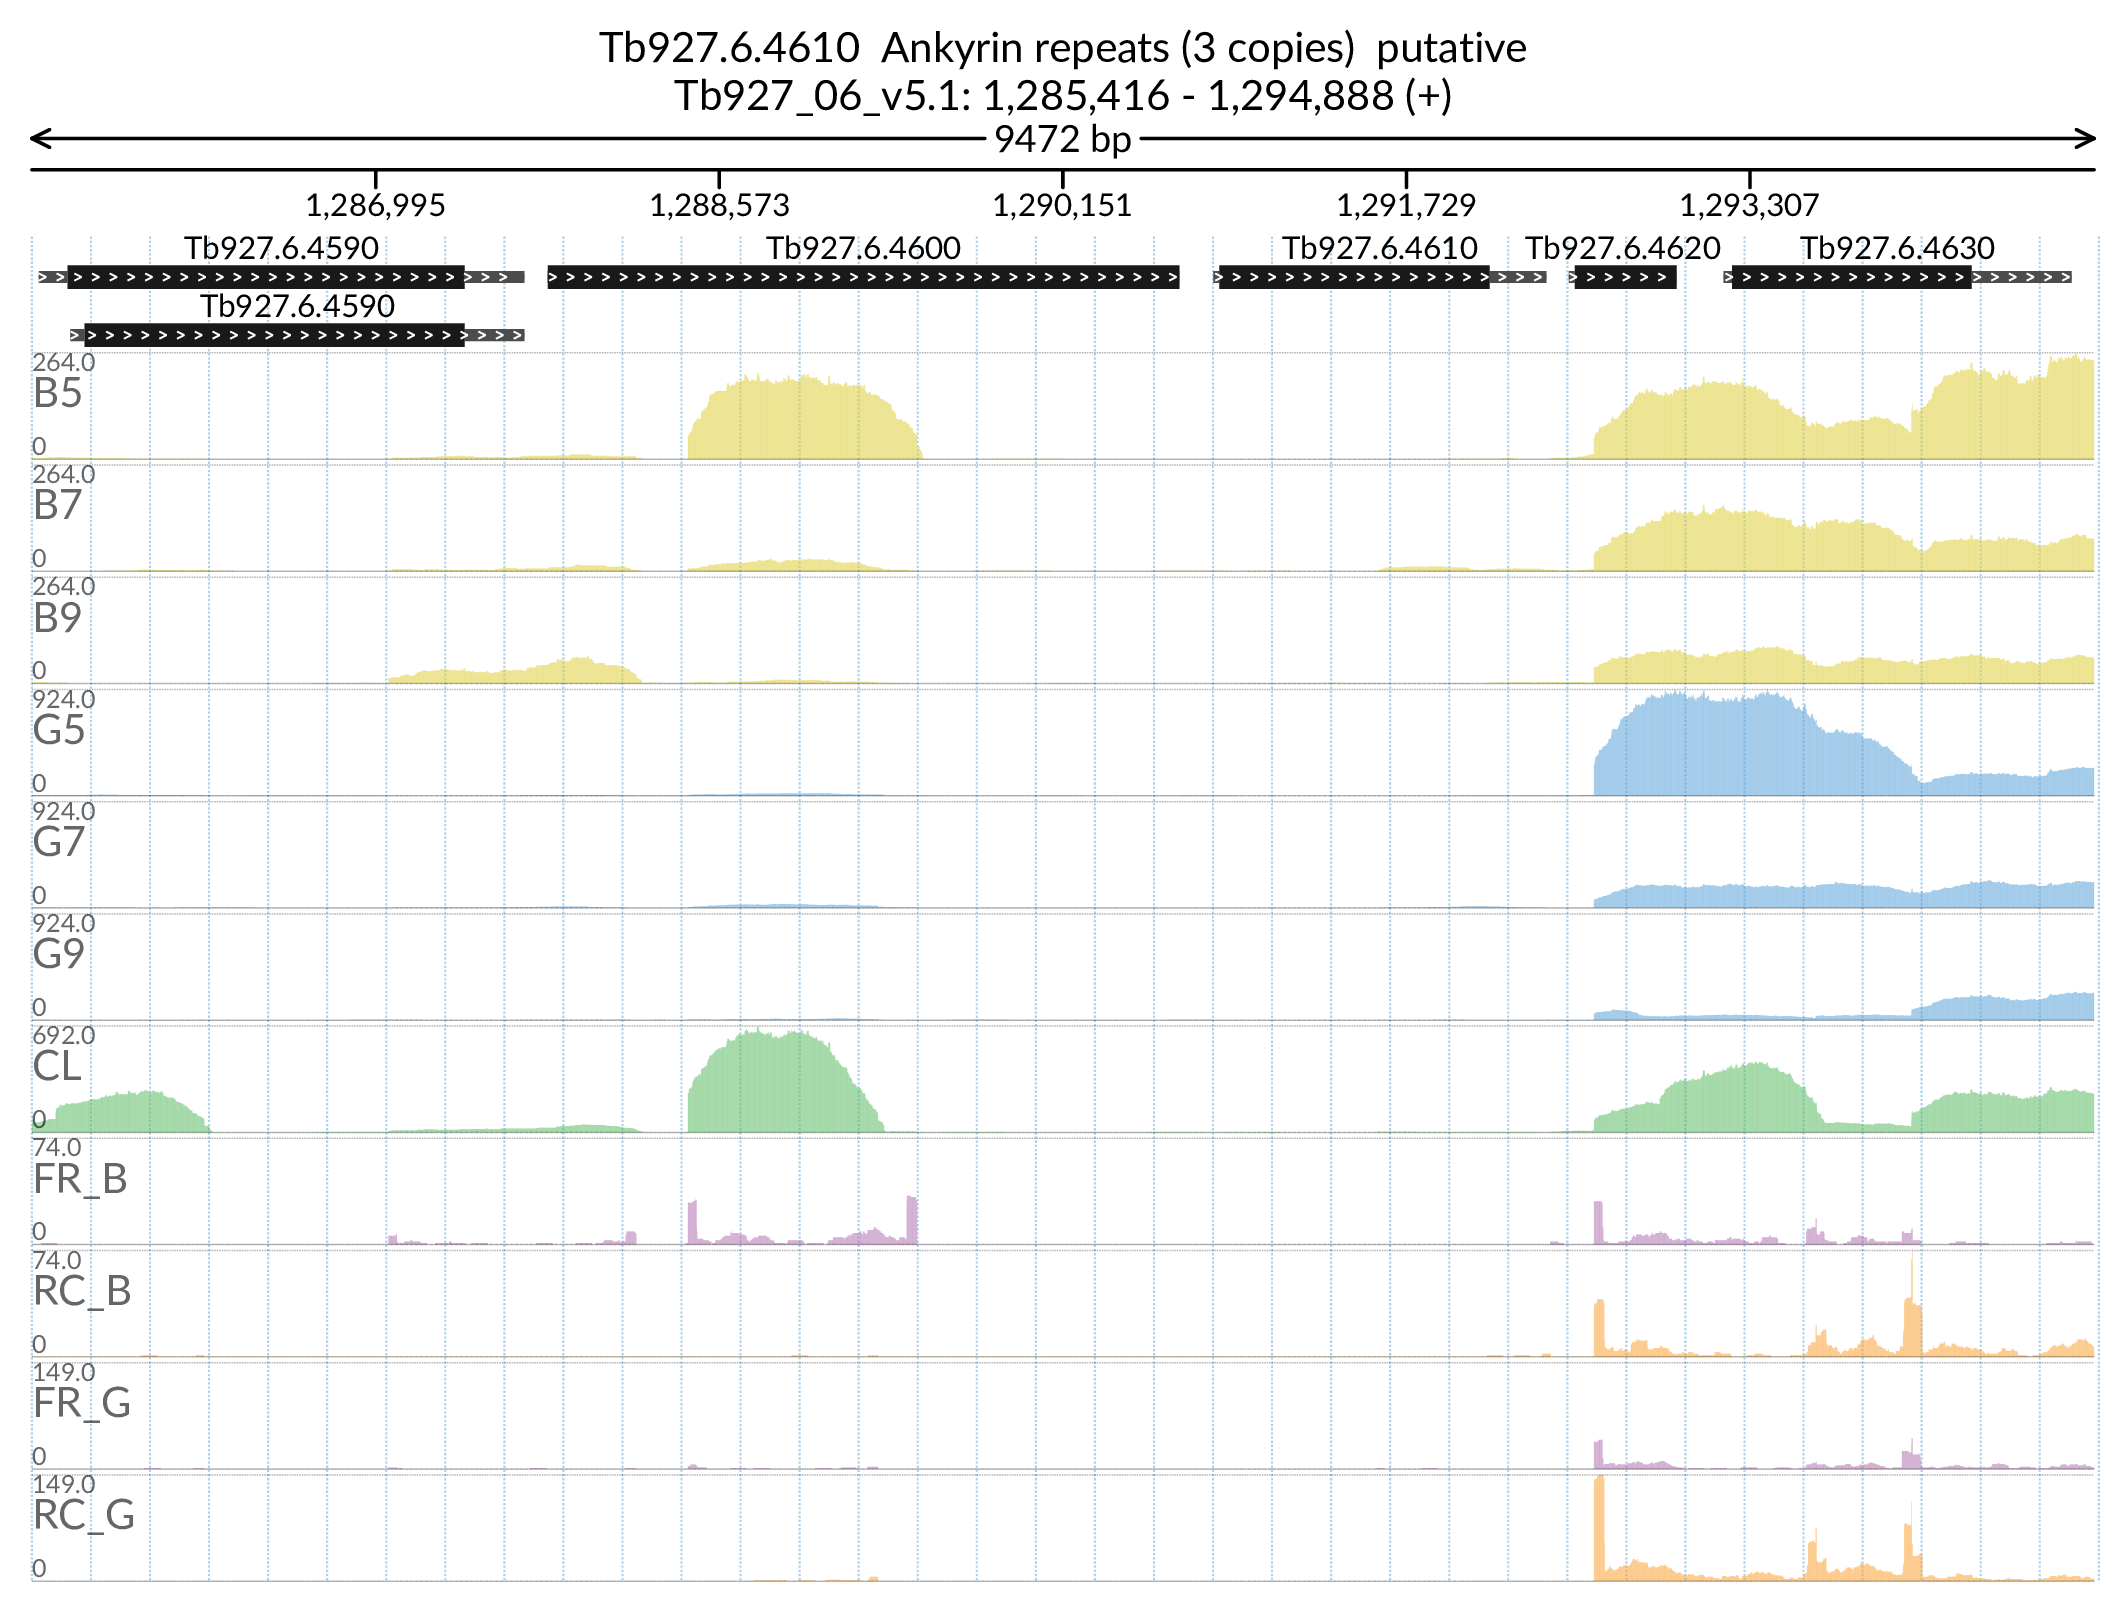 Tb927.6.4610  Ankyrin repeats (3 copies)  putative
Tb927_06_v5.1: 1,285,416 - 1,294,888 (+)
9472 bp
1,286,995 1,288,573 1,290,151 1,291,729 1,293,307
Tb927.6.4590 Tb927.6.4600 Tb927.6.4610 Tb927.6.4620 Tb927.6.4630
Tb927.6.4590
264.0
B5
0
264.0
B7
0
264.0
B9
0
924.0
G5
0
924.0
G7
0
924.0
G9
0
692.0
CL
0
74.0
FR_B
0
74.0
RC_B
0
149.0
FR_G
0
149.0
RC_G
0